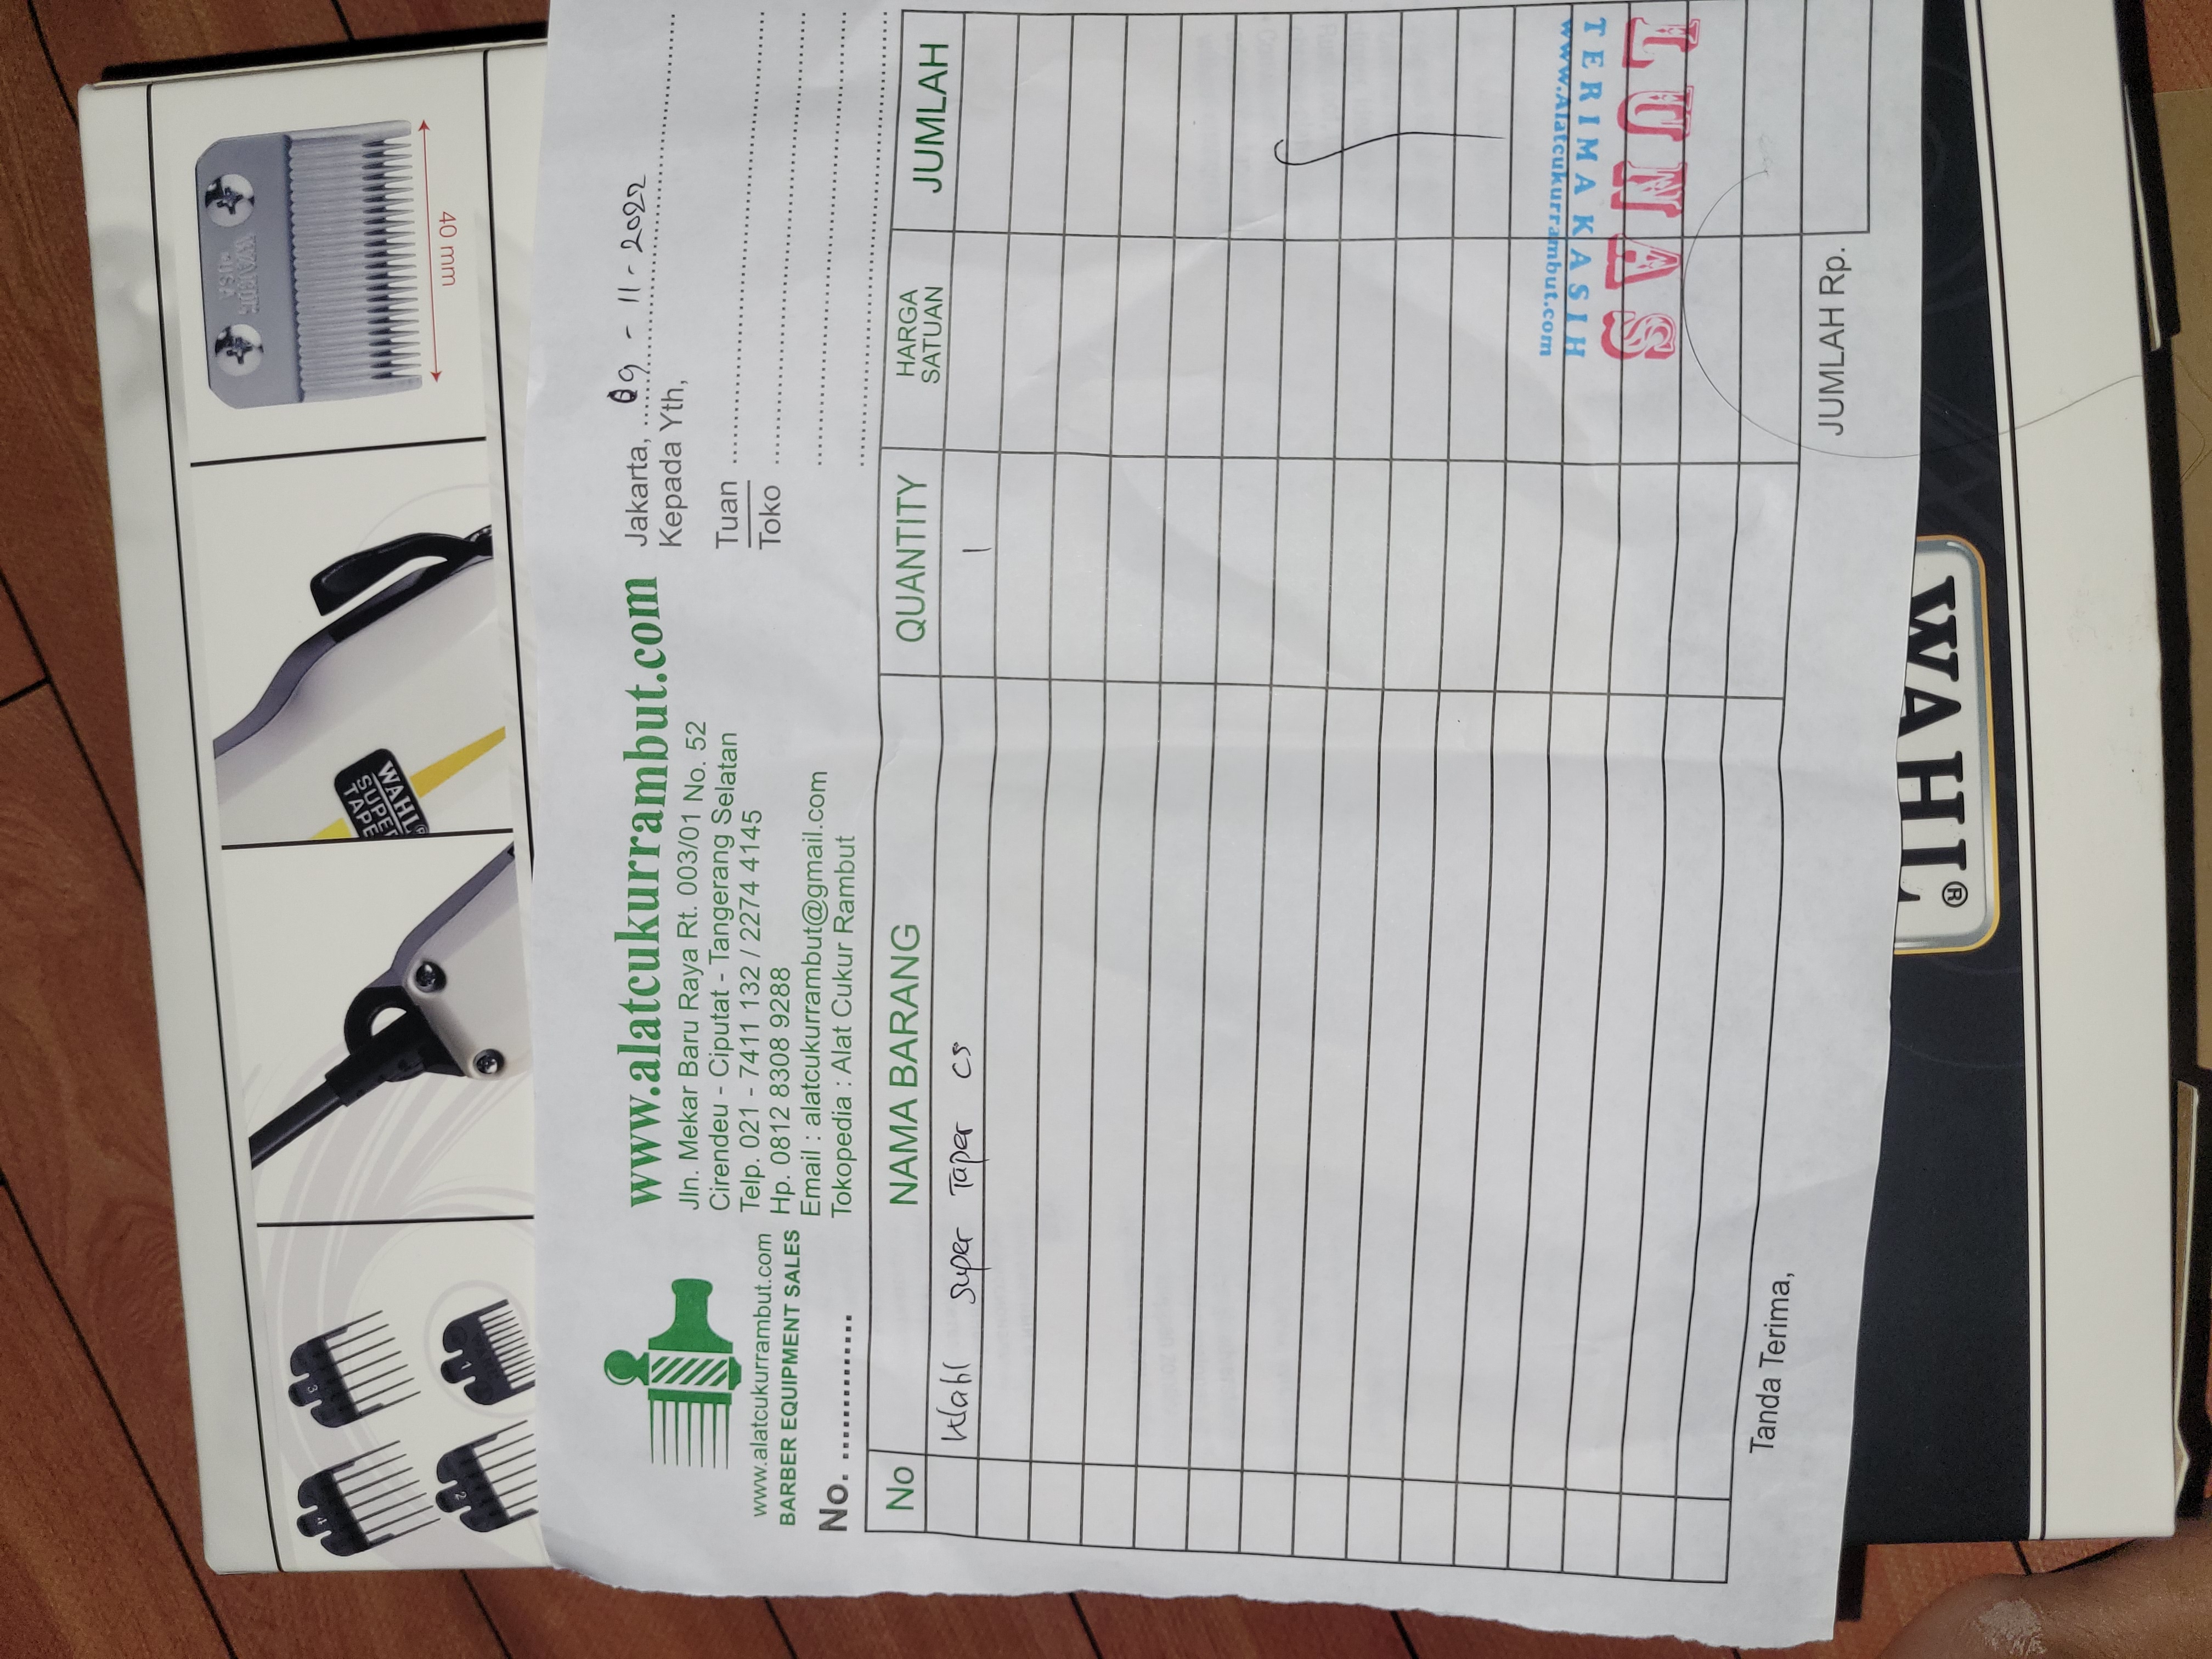 4
3
2
1
WAHL®
SUPER
TAPE
WAHL
USA
40 mm
www.alatcukurrambut.com
BARBER EQUIPMENT SALES
No. ..............
www.alatcukurrambut.com
Jln. Mekar Baru Raya Rt. 003/01 No. 52
Cirendeu - Ciputat - Tangerang Selatan
Telp. 021 - 7411 132 / 2274 4145
Hp. 0812 8308 9288
Email : alatcukurrambut@gmail.com
Tokopedia : Alat Cukur Rambut
Jakarta, 09 - 11 - 2022
Kepada Yth,
Tuan
Toko
No NAMA BARANG QUANTITY HARGA SATUAN JUMLAH
Wahl super Taper cs 1
LUNAS
TERIMA KASIH
www.Alatcukurrambut.com
Tanda Terima,
JUMLAH Rp.
WAHL®